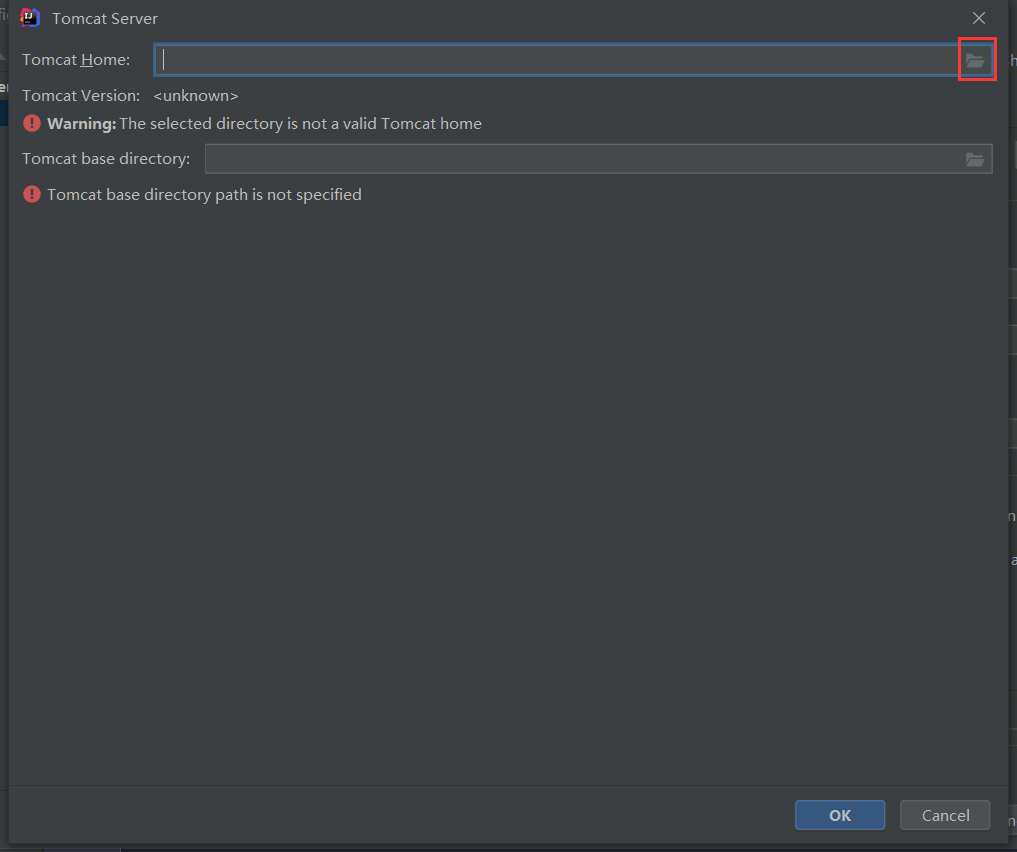 Tomcat Server
Tomcat Home:
Tomcat Version: <unknown>
Warning: The selected directory is not a valid Tomcat home
Tomcat base directory:
Tomcat base directory path is not specified
OK Cancel